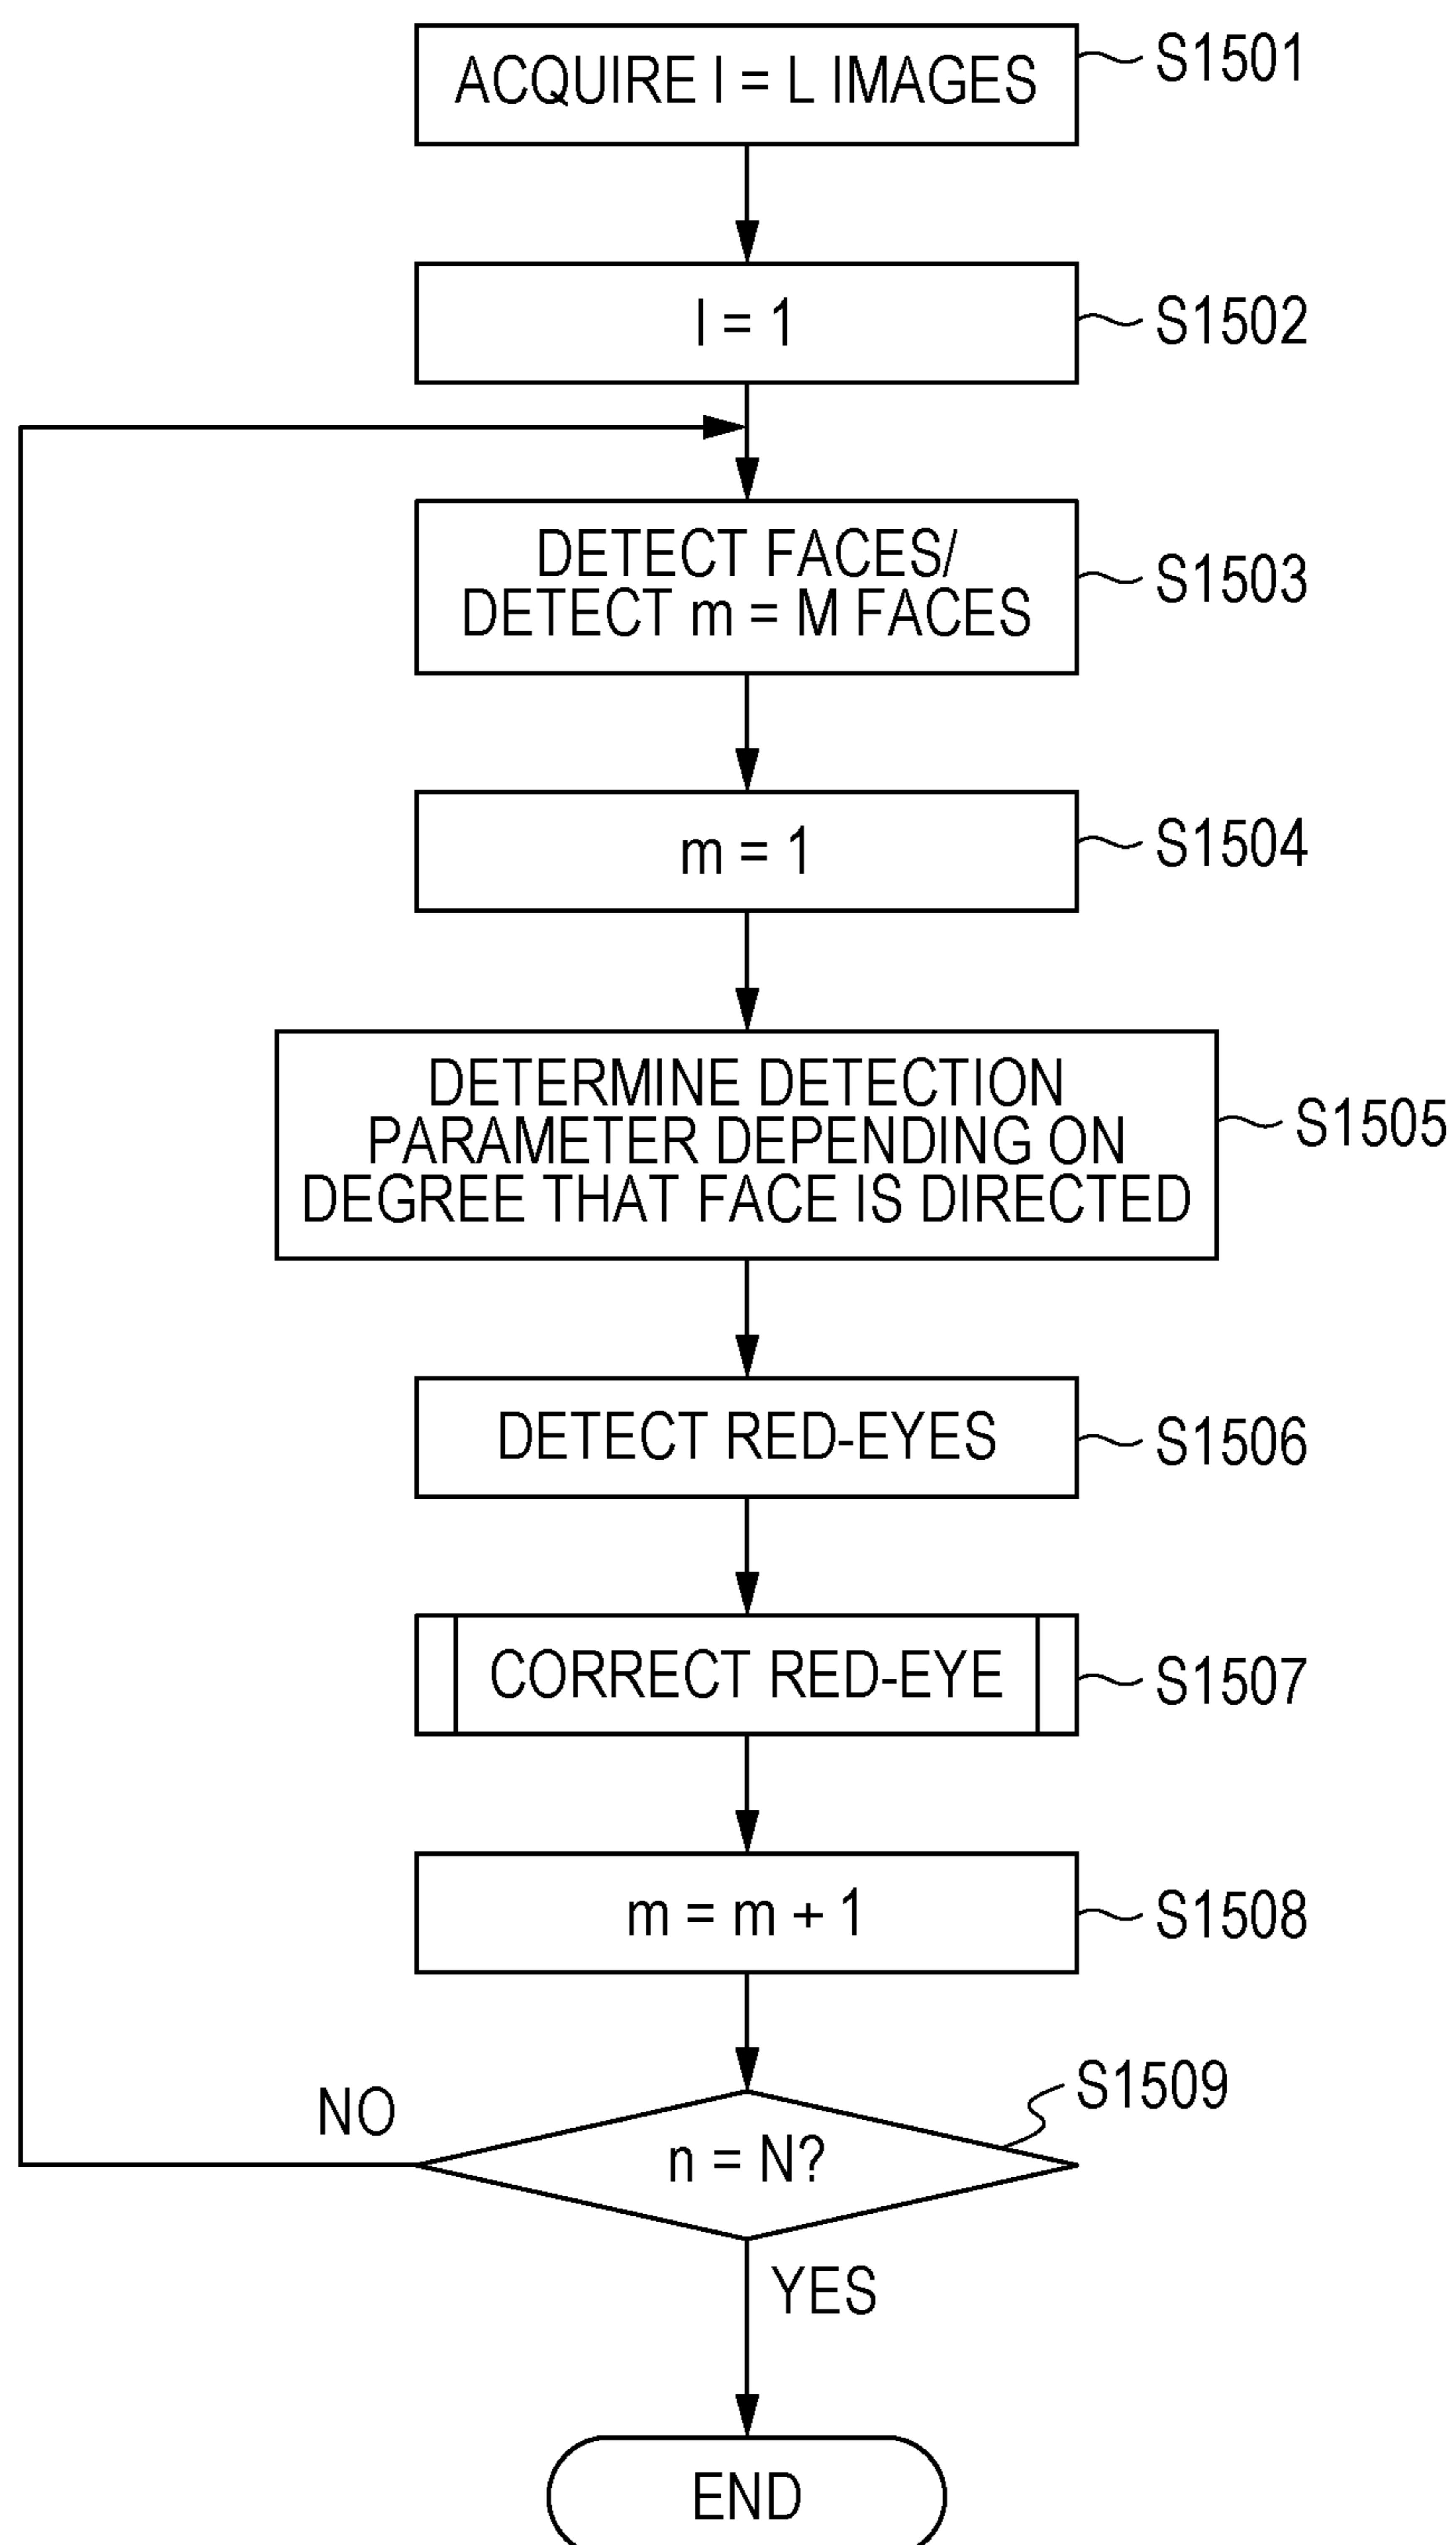 ACQUIRE l = L IMAGES
S1501
l = 1
S1502
DETECT FACES/
DETECT m = M FACES
S1503
m = 1
S1504
DETERMINE DETECTION
PARAMETER DEPENDING ON
DEGREE THAT FACE IS DIRECTED
S1505
DETECT RED-EYES
S1506
CORRECT RED-EYE
S1507
m = m + 1
S1508
S1509
NO
n = N?
YES
END